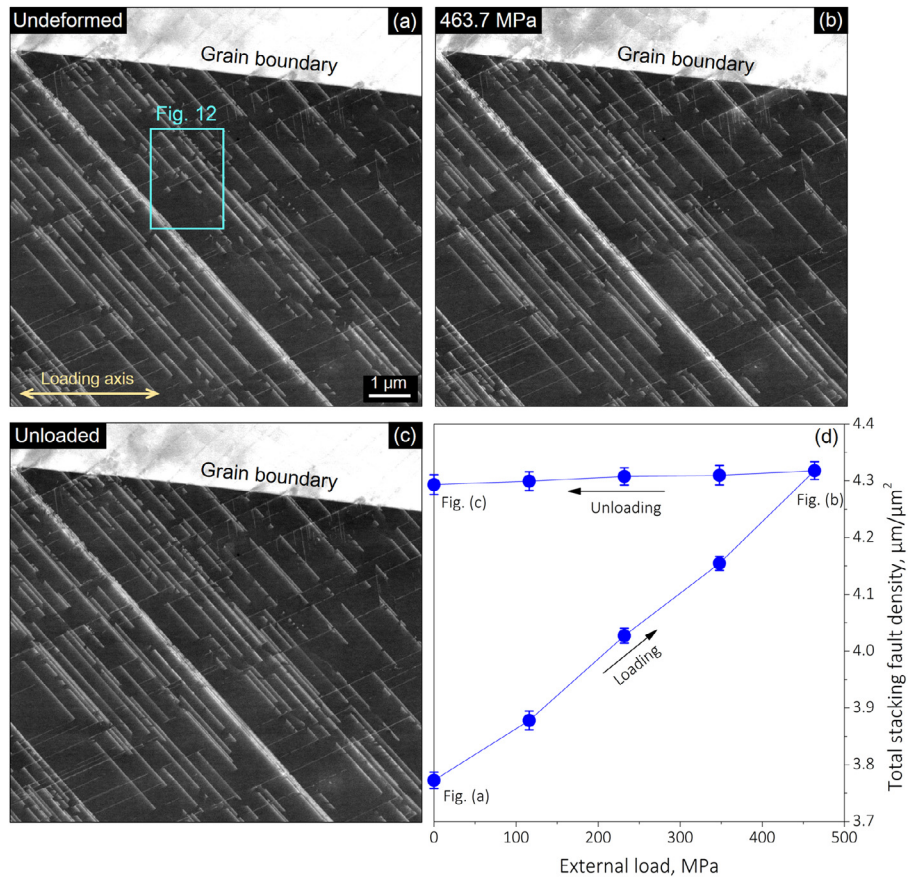 Undeformed
(a)
Grain boundary
Fig. 12
Loading axis
1 µm
463.7 MPa
(b)
Grain boundary
Unloaded
(c)
Grain boundary
(d)
4.4
4.3
4.2
4.1
4.0
3.9
3.8
3.7
Total stacking fault density, µm/µm²
Fig. (c)
Unloading
Fig. (b)
Loading
Fig. (a)
0 100 200 300 400 500
External load, MPa